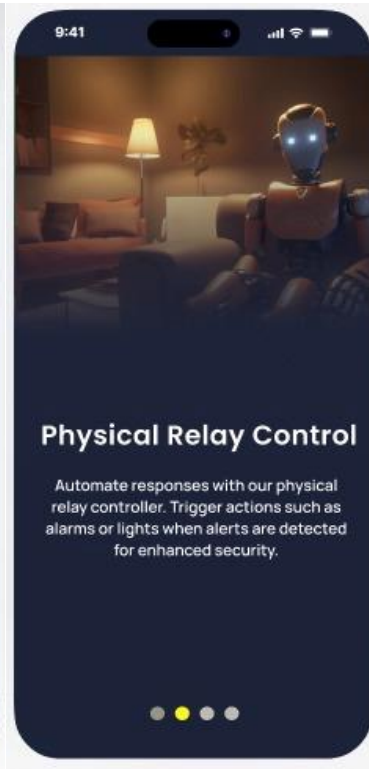 9:41
Physical Relay Control
Automate responses with our physical
relay controller. Trigger actions such as
alarms or lights when alerts are detected
for enhanced security.